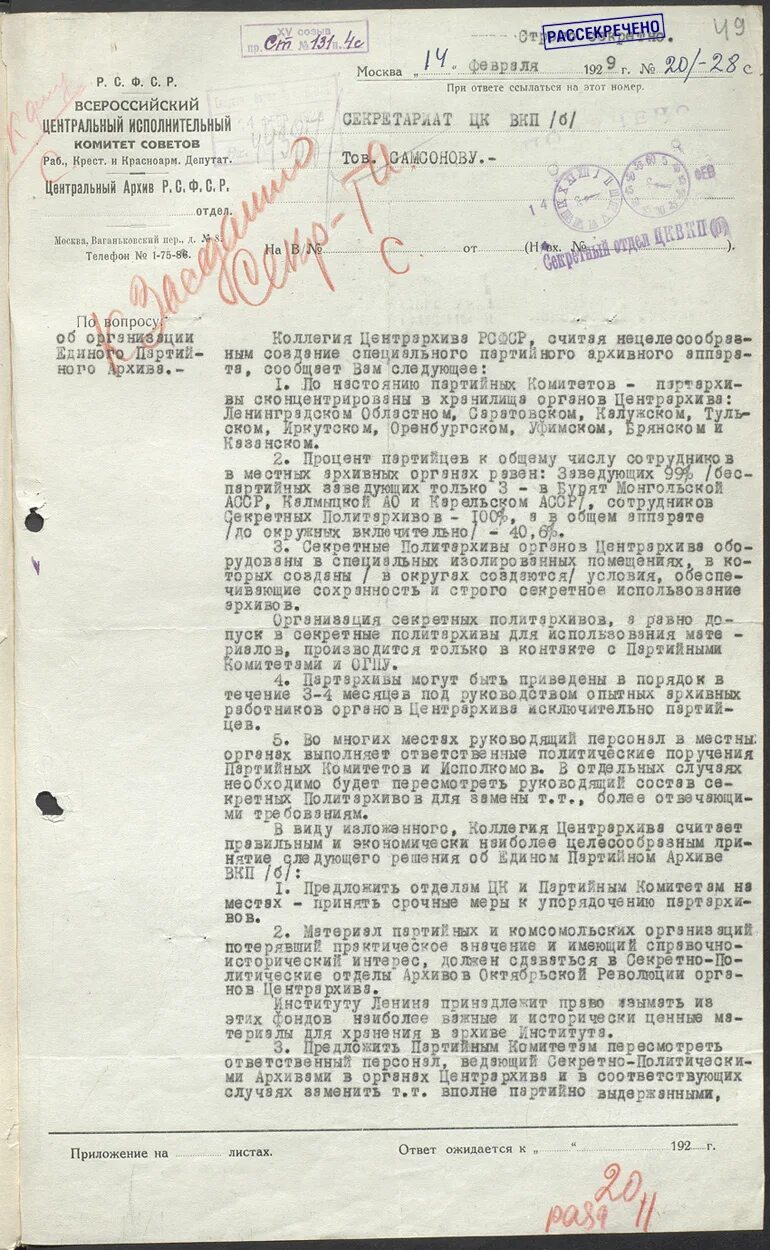 XV созыв
пр. Ст №131 п. 4с
РАССЕКРЕЧЕНО
49
Москва „14" февраля 1929 г. № 20/-28 с
При ответе ссылаться на этот номер.
Р. С. Ф. С. Р.
ВСЕРОССИЙСКИЙ
ЦЕНТРАЛЬНЫЙ ИСПОЛНИТЕЛЬНЫЙ
КОМИТЕТ СОВЕТОВ
Раб., Крест. и Красноарм. Депутат.
Центральный Архив Р.С.Ф.С.Р.
отдел.
Москва, Ваганьковский пер., д. № 8.
Телефон № 1-75-86.
СЕКРЕТАРИАТ ЦК ВКП /б/
Тов. САМСОНОВУ.-
К Заседанию
Секр-та.
С.
14
ФЕВ
На В/№ от (Н/вх. № ).
Секретный отдел ЦКВКП(б)
По вопросу:
об организации
Единого Партий-
ного Архива.-
Коллегия Центрархива РСФСР, считая нецелесообраз-
ным создание специального партийного архивного аппара-
та, сообщает Вам следующее:
1. По настоянию партийных Комитетов - партархи-
вы сконцентрированы в хранилища органов Центрархива:
Ленинградском Областном, Саратовском, Калужском, Туль-
ском, Иркутском, Оренбургском, Уфимском, Брянском и
Казанском.
2. Процент партийцев к общему числу сотрудников
в местных архивных органах равен: Заведующих 99% /бес-
партийных заведующих только 3 - в Бурят Монгольской
АССР, Калмыцкой АО и Карельском АССР/, сотрудников
Секретных Политархивов - 100%, а в общем аппарате
/до окружных включительно/ - 40,6%.
3. Секретные Политархивы органов Центрархива обо-
рудованы в специальных изолированных помещениях, в ко-
торых созданы / в округах создаются/ условия, обеспе-
чивающие сохранность и строго секретное использование
архивов.
Организация секретных политархивов, а равно до-
пуск в секретные политархивы для использования мате -
риалов, производится только в контакте с Партийными
Комитетами и ОГПУ.
4. Партархивы могут быть приведены в порядок в
течение 3-4 месяцев под руководством опытных архивных
работников органов Центрархива исключительно партий-
цев.
5. Во многих местах руководящий персонал в местны
органах выполняет ответственные политические поручения
Партийных Комитетов и Исполкомов. В отдельных случаях
необходимо будет пересмотреть руководящий состав се-
кретных Политархивов для замены т.т., более отвечающи-
ми требованиям.
В виду изложенного, Коллегия Центрархива считает
правильным и экономически наиболее целесообразным при-
нятие следующего решения об Едином Партийном Архиве
ВКП /б/:
1. Предложить отделам ЦК и Партийным Комитетам на
местах - принять срочные меры к упорядочению партархи-
вов.
2. Материал партийных и комсомольских организаций
потерявший практическое значение и имеющий справочно-
исторический интерес, должен сдаваться в Секретно-По-
литические отделы Архивов Октябрьской Революции орга-
нов Центрархива.
Институту Ленина принадлежит право изымать из
этих фондов наиболее важные и исторически ценные ма-
териалы для хранения в архиве Института.
3. Предложить Партийным Комитетам пересмотреть
ответственный персонал, ведающий Секретно-Политически-
ми Архивами в органах Центрархива и в соответствующих
случаях заменить т.т. вполне партийно выдержанными,
Приложение на листах.
Ответ ожидается к „ " 192 г.
20
II